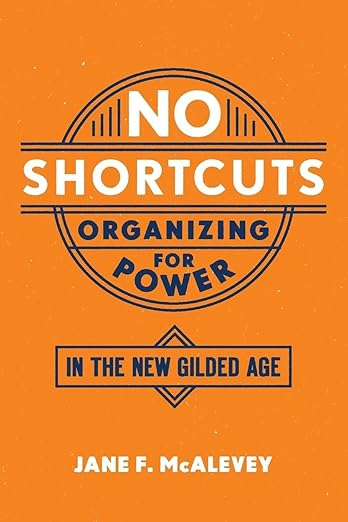 NO
SHORTCUTS
ORGANIZING
FOR
POWER
IN THE NEW GILDED AGE
JANE F. McALEVEY